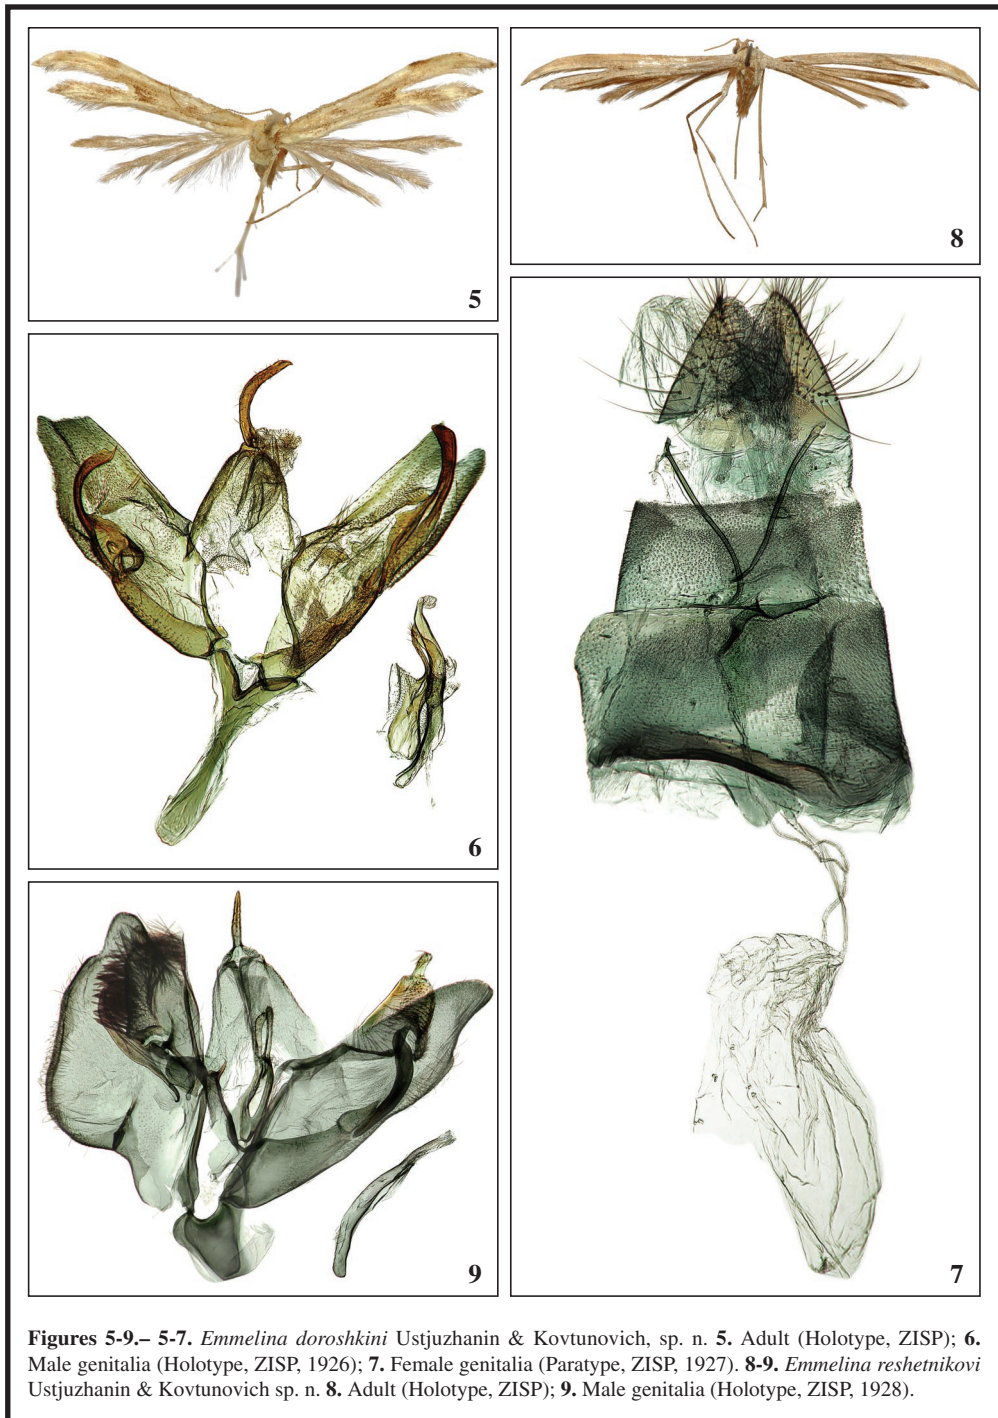 5
8
6
9
7
Figures 5-9.– 5-7. Emmelina doroshkini Ustjuzhanin & Kovtunovich, sp. n. 5. Adult (Holotype, ZISP); 6.
Male genitalia (Holotype, ZISP, 1926); 7. Female genitalia (Paratype, ZISP, 1927). 8-9. Emmelina reshetnikovi
Ustjuzhanin & Kovtunovich sp. n. 8. Adult (Holotype, ZISP); 9. Male genitalia (Holotype, ZISP, 1928).